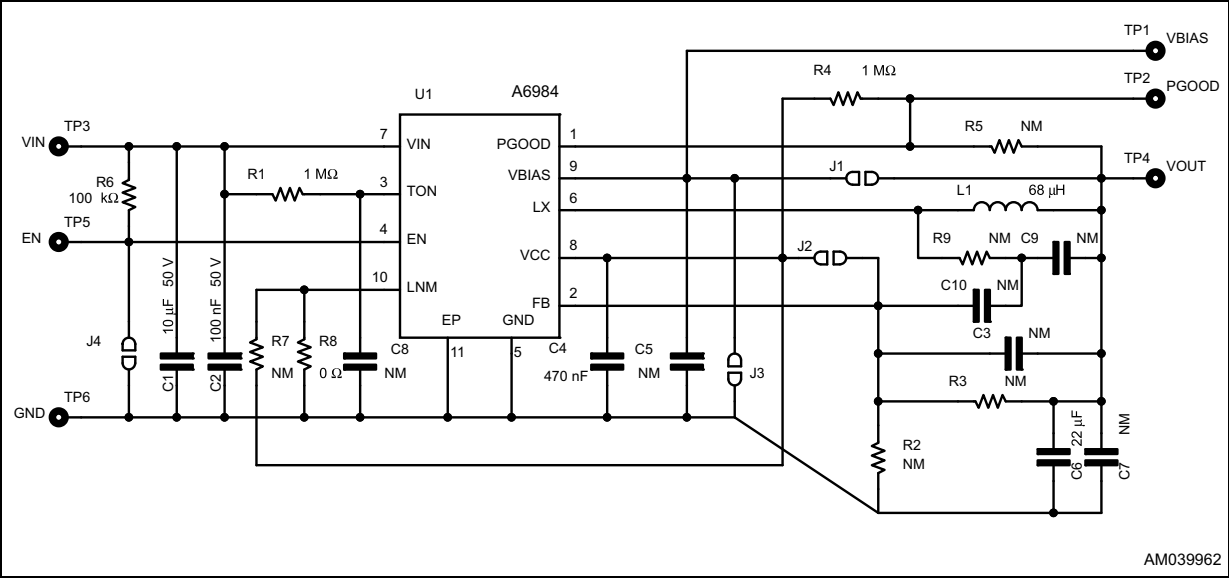 TP1
VBIAS
R4
1 MΩ
TP2
PGOOD
U1
A6984
TP3
VIN
7
VIN
PGOOD
1
R5
NM
R6
100 kΩ
R1
1 MΩ
3
TON
VBIAS
9
J1
TP4
VOUT
LX
6
L1
68 µH
TP5
EN
4
EN
R9
NM
C9
NM
VCC
8
J2
10
LNM
C10
NM
FB
2
EP
GND
11
5
C3
NM
J4
C1
10 µF 50 V
C2
100 nF 50 V
R7
NM
R8
0 Ω
C8
NM
C4
470 nF
C5
NM
J3
R3
NM
TP6
GND
R2
NM
C6
22 µF
C7
NM
AM039962